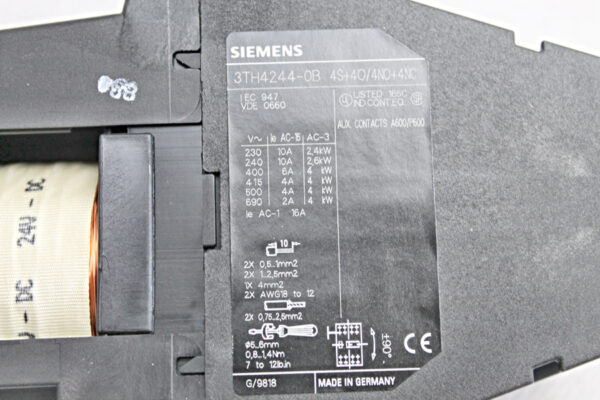 SIEMENS
3TH4244-0B 4S+4Ö/4NO+4NC
IEC 947
VDE 0660
UL LISTED 165C
IND.CONT.EQ.
AUX. CONTACTS A600/P600
V~ Ie AC-15 AC-3
230 10A 2,4kW
240 10A 2,6kW
400 6A 4 kW
415 4A 4 kW
500 4A 4 kW
690 2A 4 kW
Ie AC-1 16A
10
2X 0,5..1mm2
2X 1..2,5mm2
1X 4mm2
2X AWG18 to 12
2X 0,75..2,5mm2
ø5..6mm
0,8..1,4Nm
7 to 12lb.in
±90°
CE
G/9818 MADE IN GERMANY
24V - DC
- DC